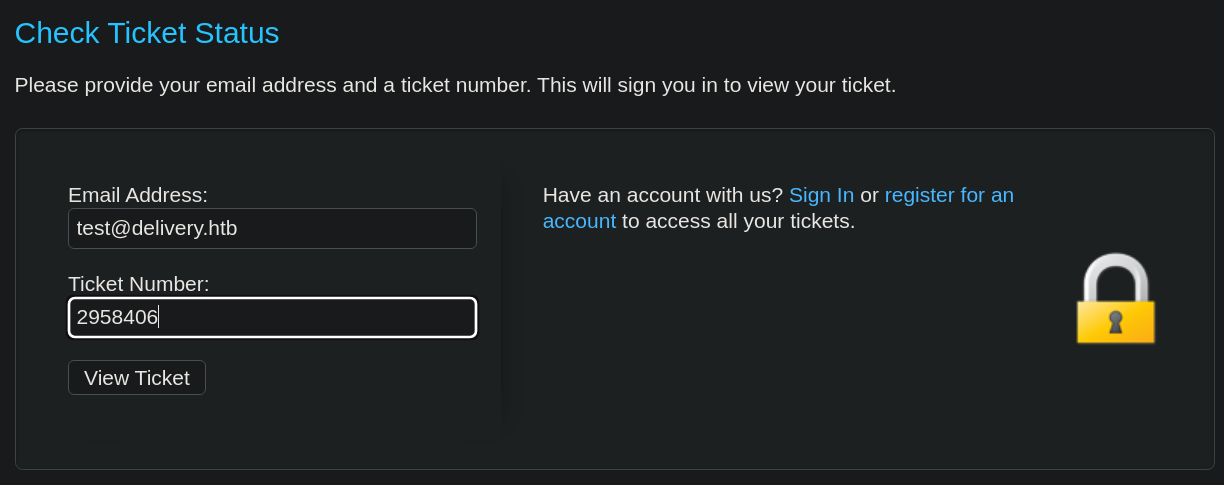 Check Ticket Status
Please provide your email address and a ticket number. This will sign you in to view your ticket.
Email Address:
test@delivery.htb
Ticket Number:
2958406
View Ticket
Have an account with us? Sign In or register for an
account to access all your tickets.